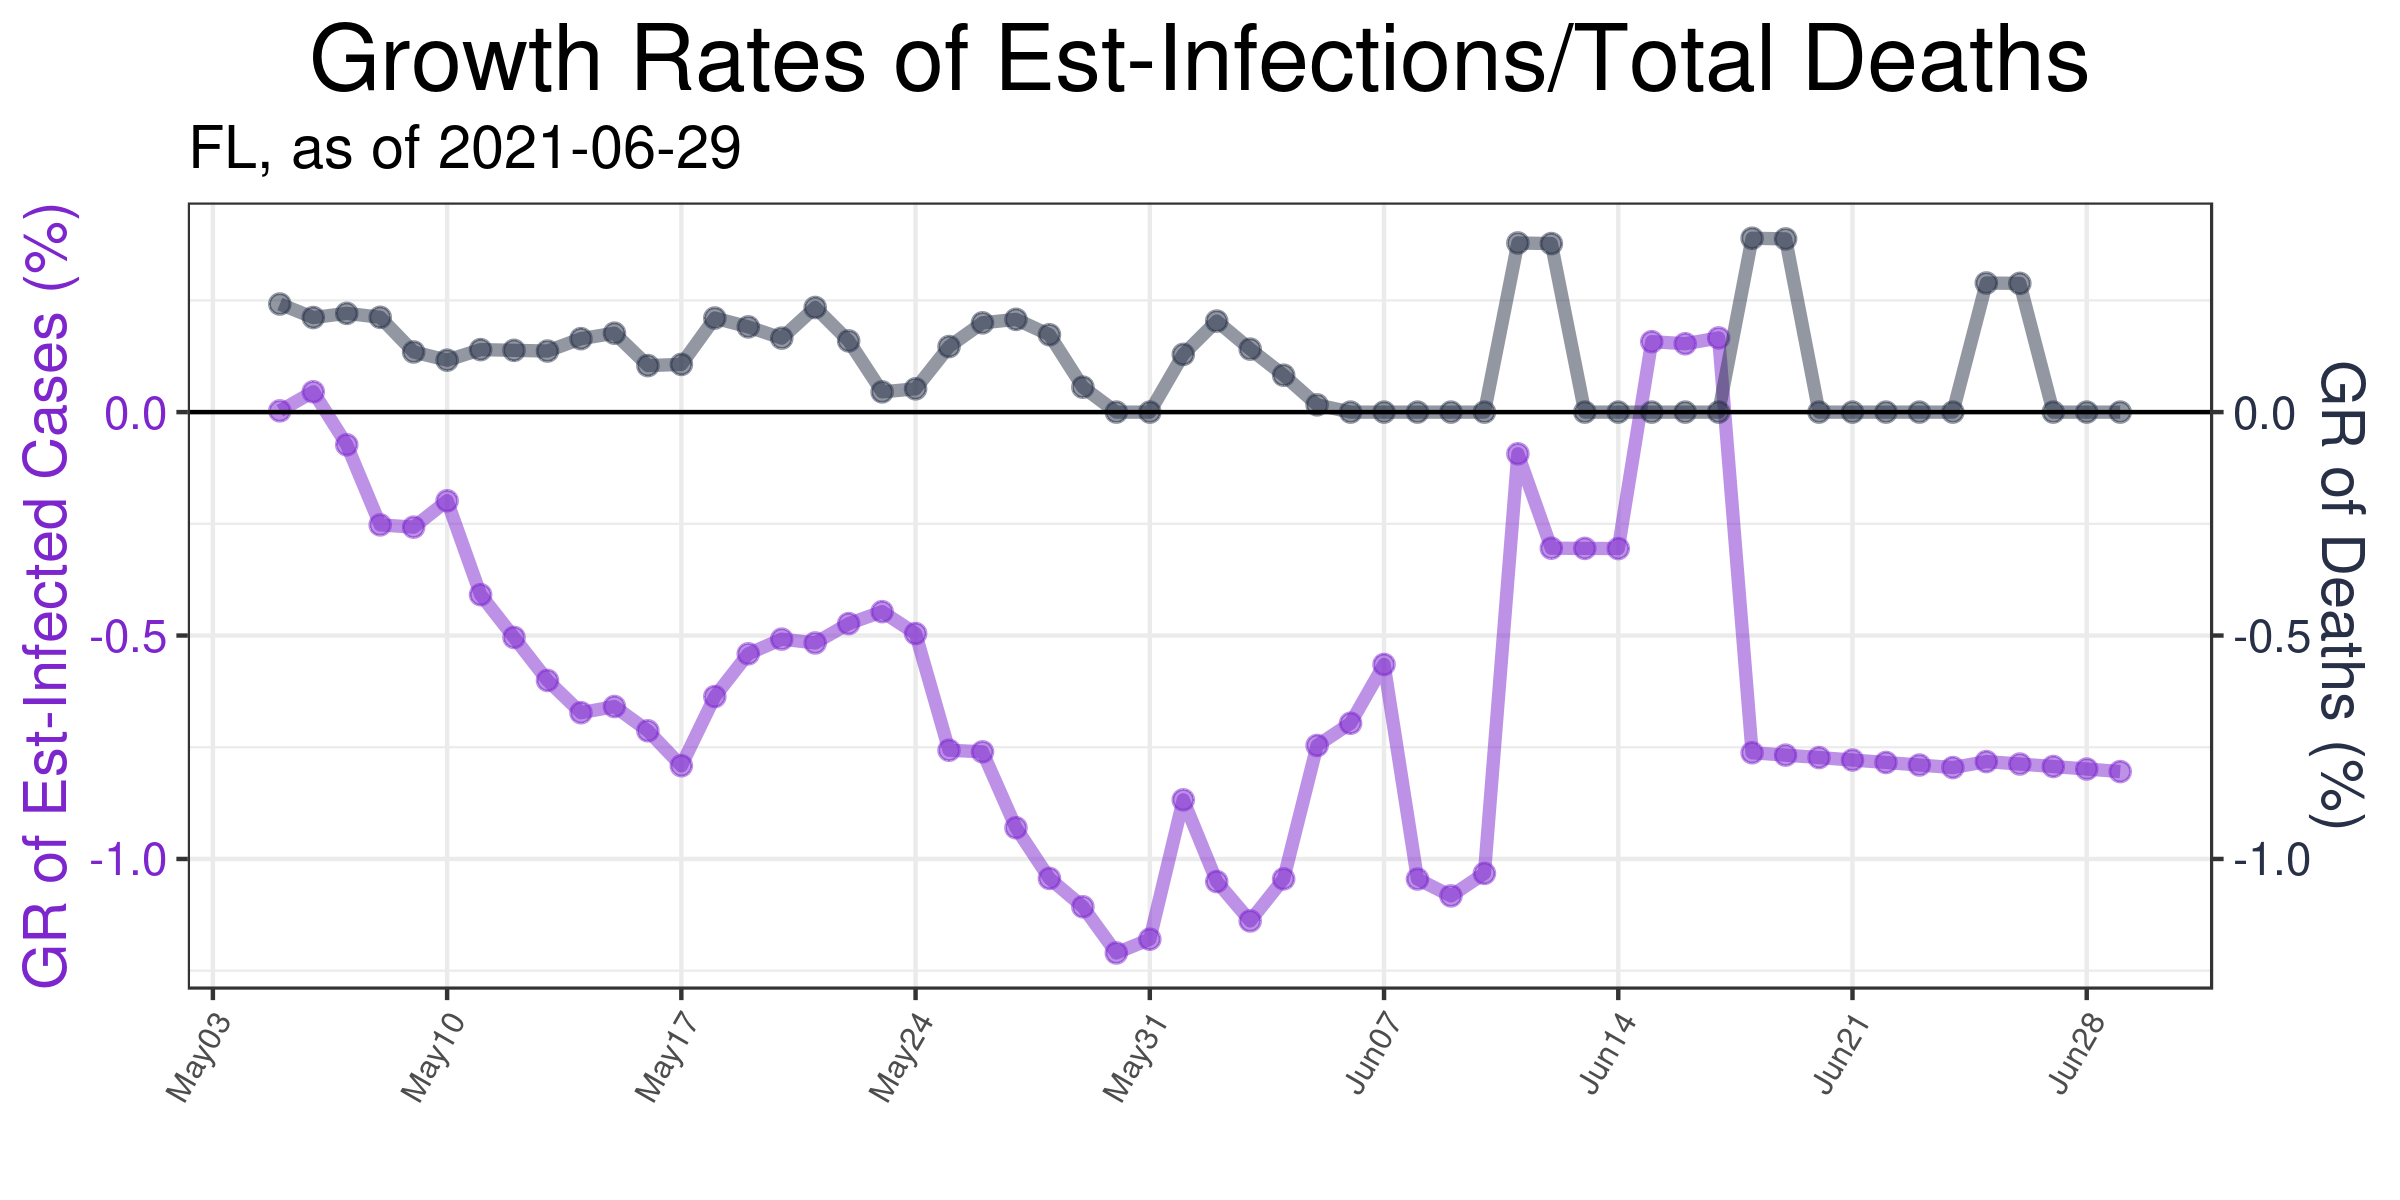 Growth Rates of Est-Infections/Total Deaths
FL, as of 2021-06-29
GR of Est-Infected Cases (%)
0.0
-0.5
-1.0
GR of Deaths (%)
0.0
-0.5
-1.0
May03
May10
May17
May24
May31
Jun07
Jun14
Jun21
Jun28